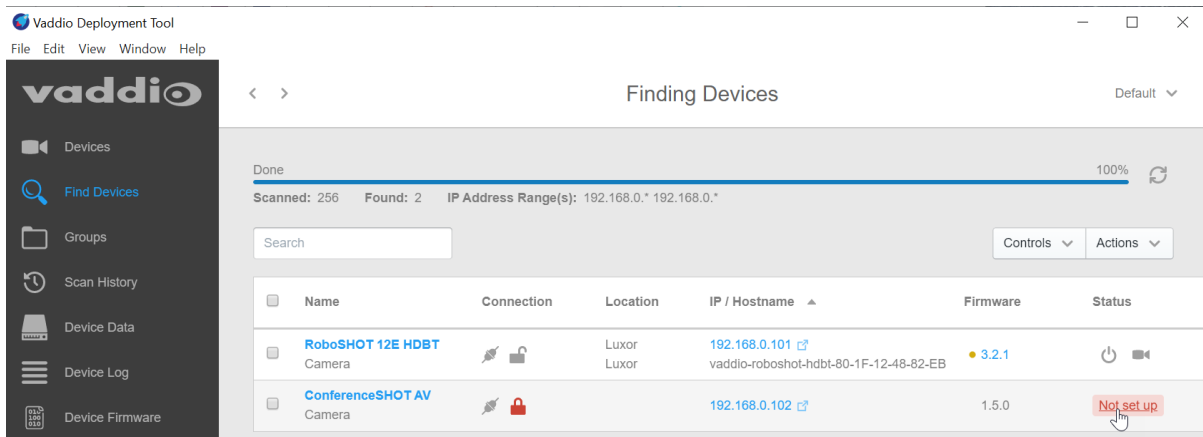 Vaddio Deployment Tool
File Edit View Window Help
vaddio
Finding Devices
Default
Devices
Find Devices
Groups
Scan History
Device Data
Device Log
Device Firmware
Done 100%
Scanned: 256 Found: 2 IP Address Range(s): 192.168.0.* 192.168.0.*
Search
Controls Actions
Name Connection Location IP / Hostname Firmware Status
RoboSHOT 12E HDBT Luxor 192.168.0.101 3.2.1
Camera Luxor vaddio-roboshot-hdbt-80-1F-12-48-82-EB
ConferenceSHOT AV 192.168.0.102 1.5.0 Not set up
Camera